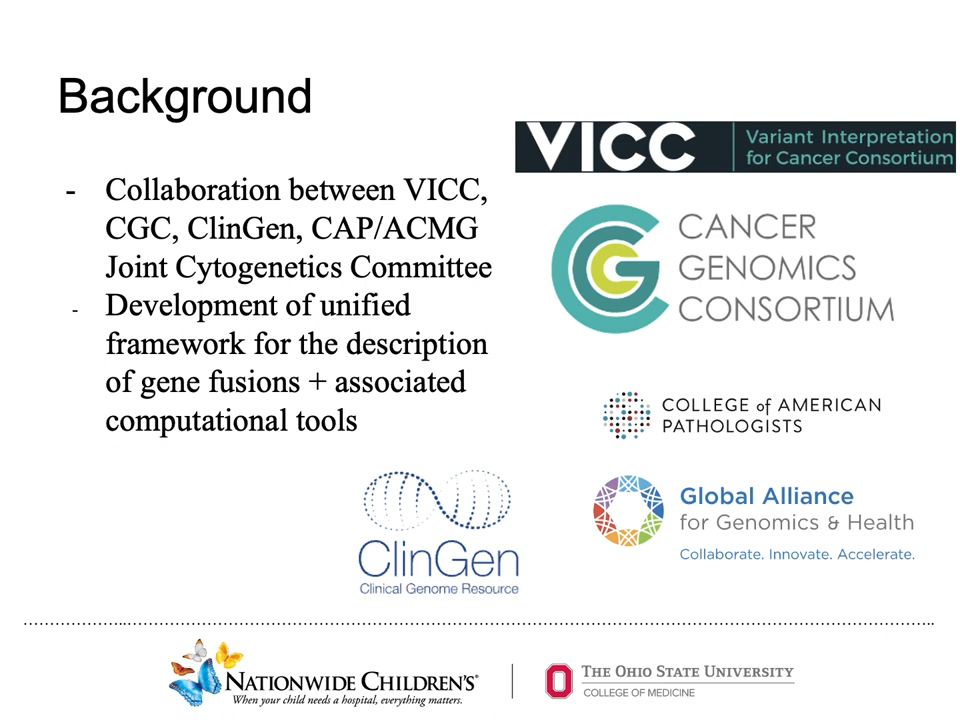 Background
- Collaboration between VICC,
CGC, ClinGen, CAP/ACMG
Joint Cytogenetics Committee
- Development of unified
framework for the description
of gene fusions + associated
computational tools
VICC
Variant Interpretation
for Cancer Consortium
CANCER
GENOMICS
CONSORTIUM
COLLEGE of AMERICAN
PATHOLOGISTS
Global Alliance
for Genomics & Health
Collaborate. Innovate. Accelerate.
ClinGen
Clinical Genome Resource
NATIONWIDE CHILDREN'S®
When your child needs a hospital, everything matters.
THE OHIO STATE UNIVERSITY
COLLEGE OF MEDICINE